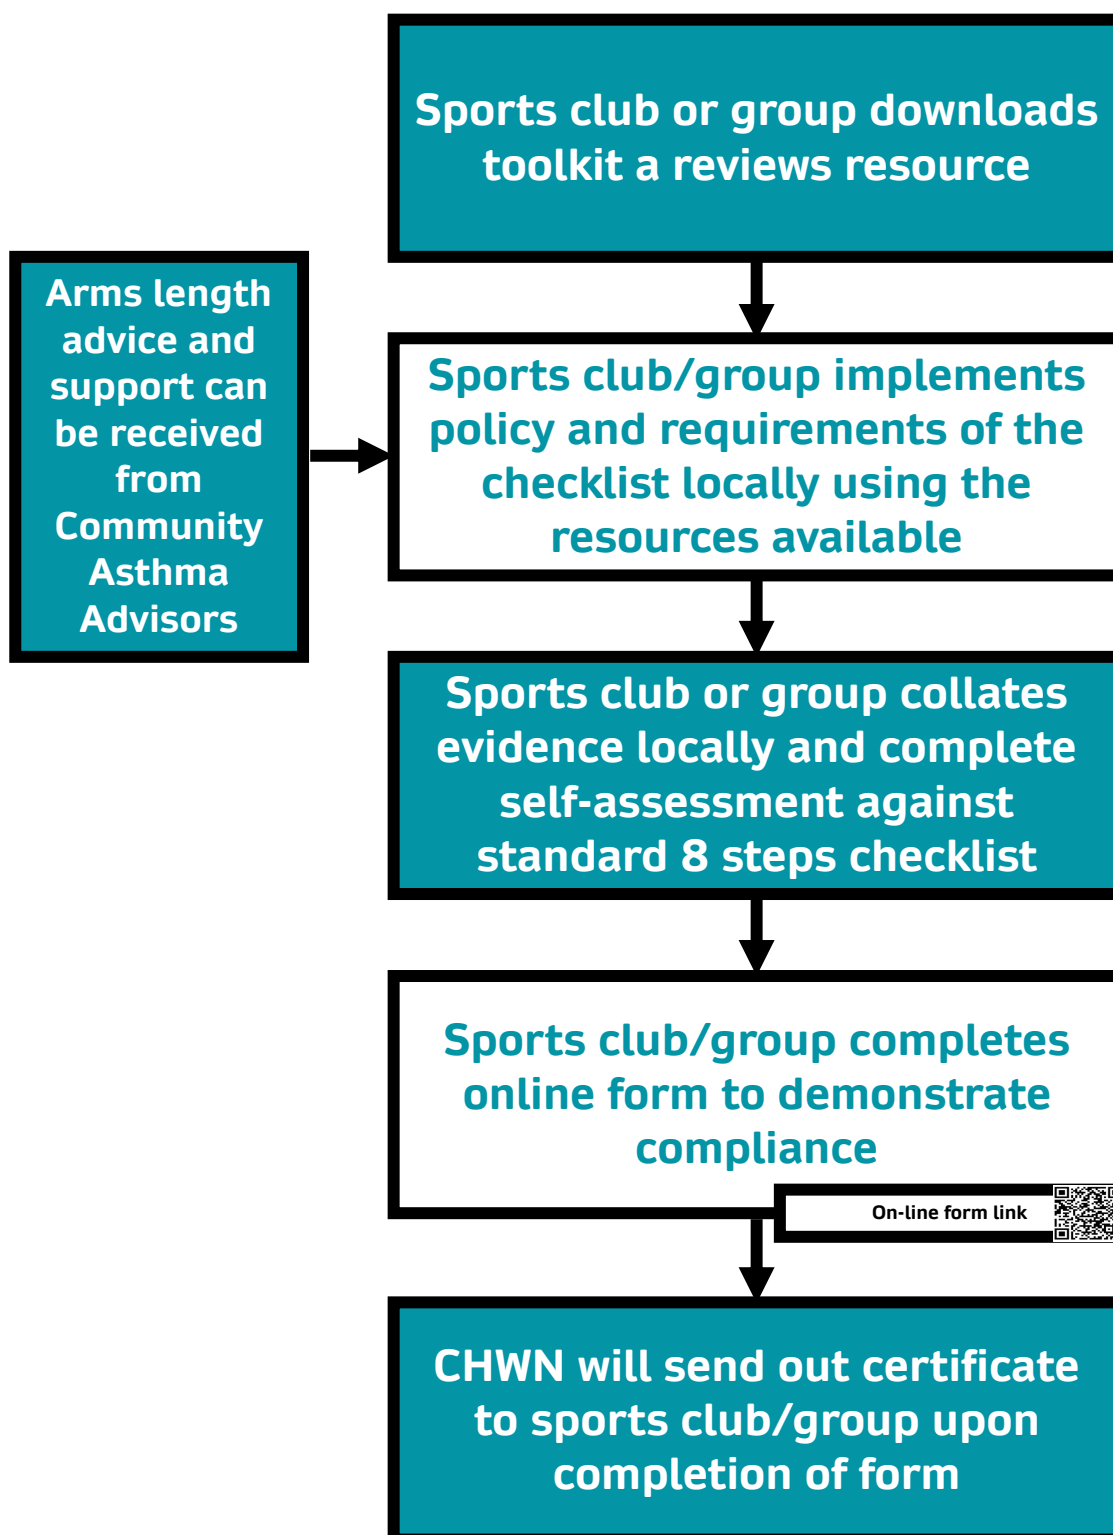 Sports club or group downloads
toolkit a reviews resource
Arms length
advice and
support can
be received
from
Community
Asthma
Advisors
Sports club/group implements
policy and requirements of the
checklist locally using the
resources available
Sports club or group collates
evidence locally and complete
self-assessment against
standard 8 steps checklist
Sports club/group completes
online form to demonstrate
compliance
On-line form link
CHWN will send out certificate
to sports club/group upon
completion of form